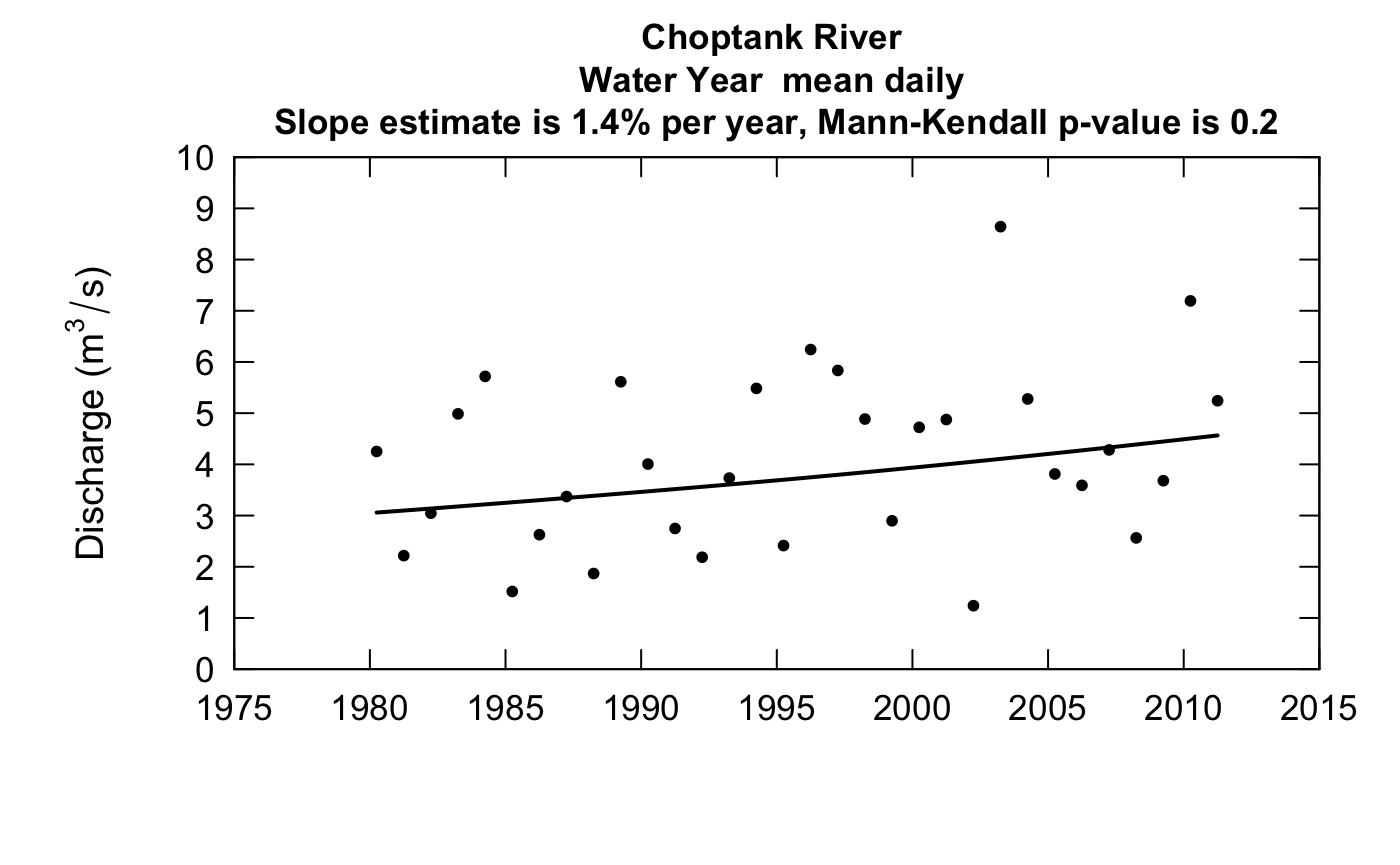 Choptank River
Water Year  mean daily
Slope estimate is 1.4% per year, Mann-Kendall p-value is 0.2
Discharge (m³/s)
10
9
8
7
6
5
4
3
2
1
0
1975 1980 1985 1990 1995 2000 2005 2010 2015